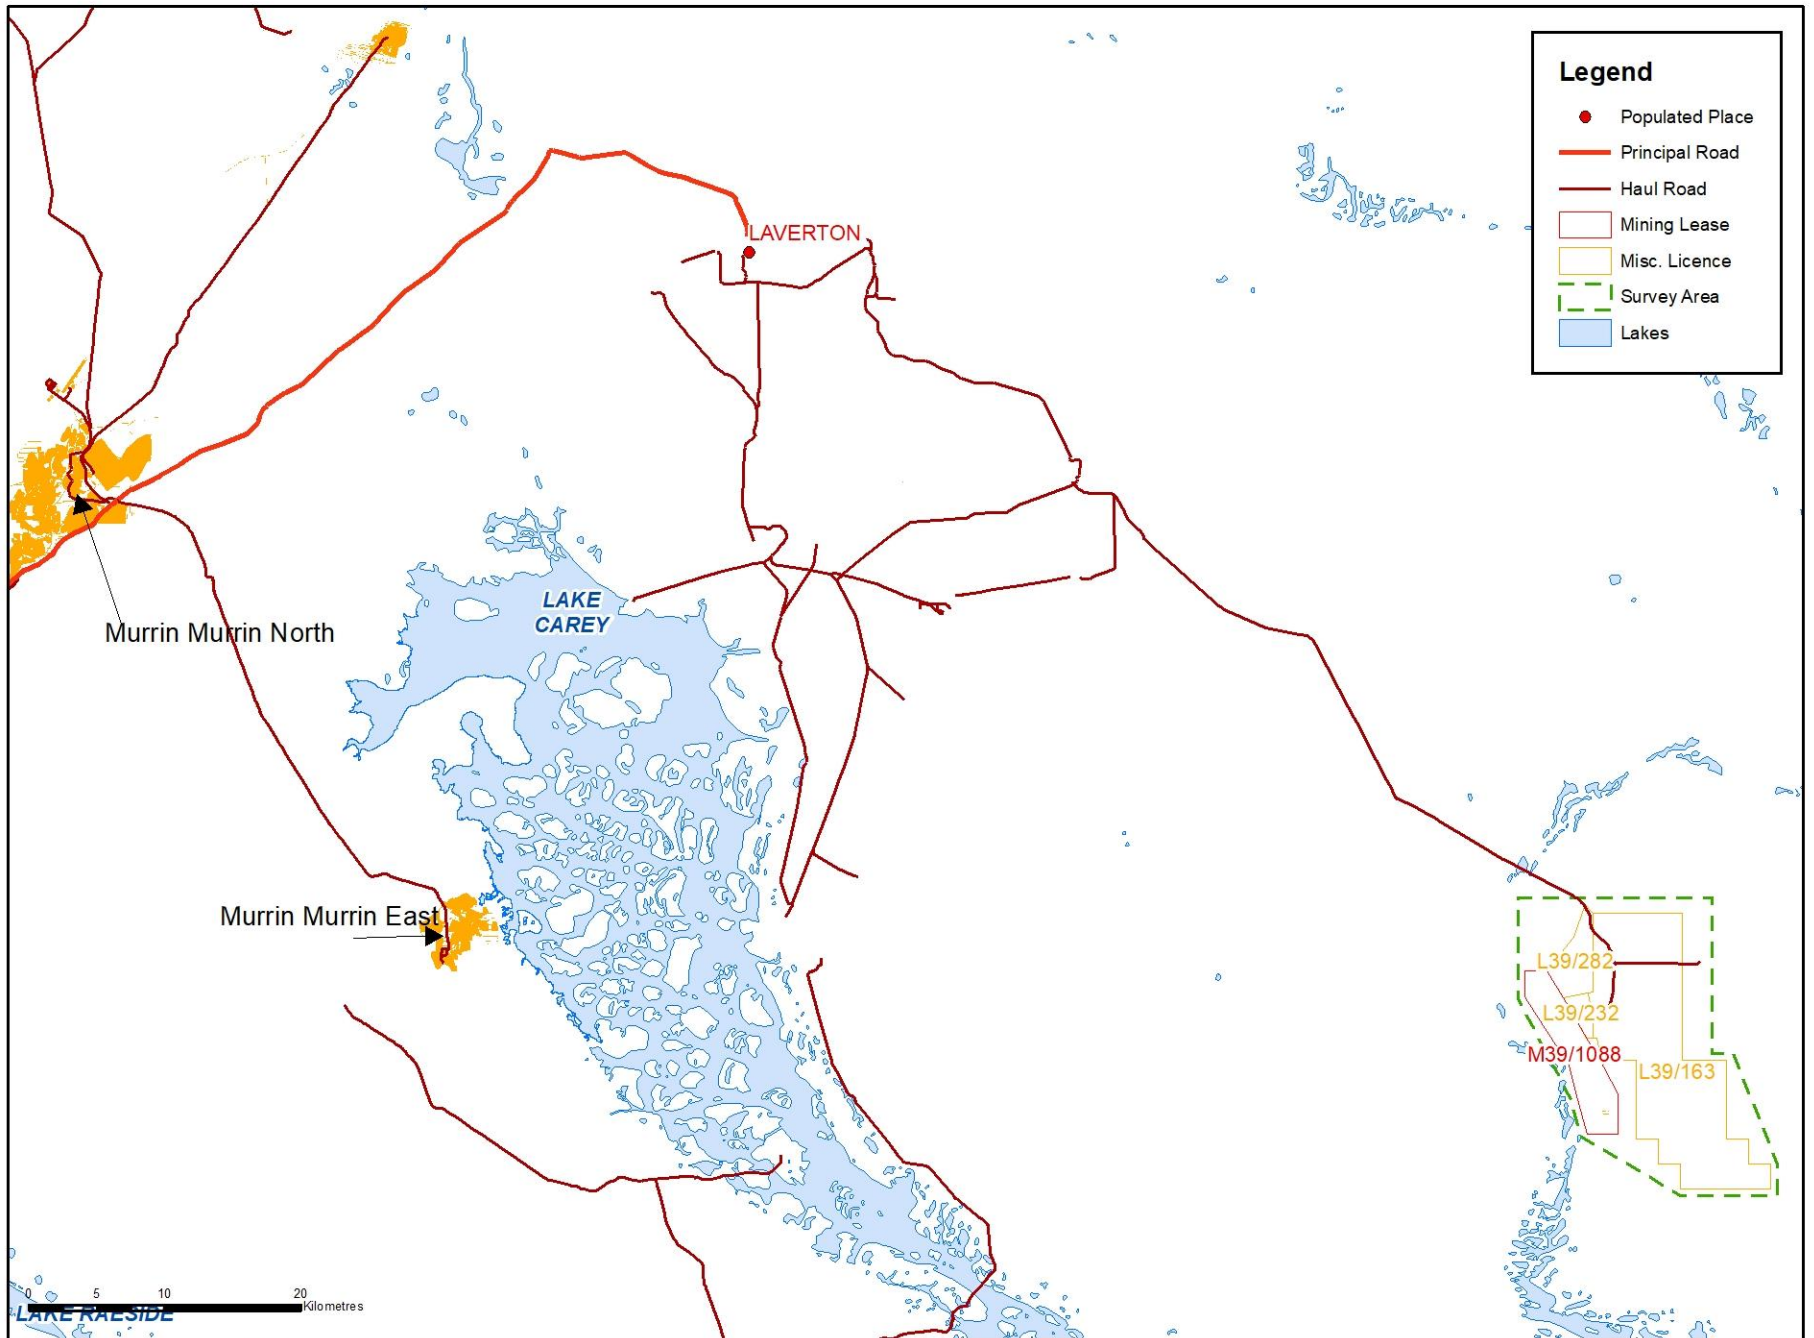 Legend
Populated Place
Principal Road
Haul Road
Mining Lease
Misc. Licence
Survey Area
Lakes
LAVERTON
LAKE
CAREY
Murrin Murrin North
Murrin Murrin East
L39/282
L39/232
M39/1088
L39/163
0 5 10 20
Kilometres
LAKE RAESIDE